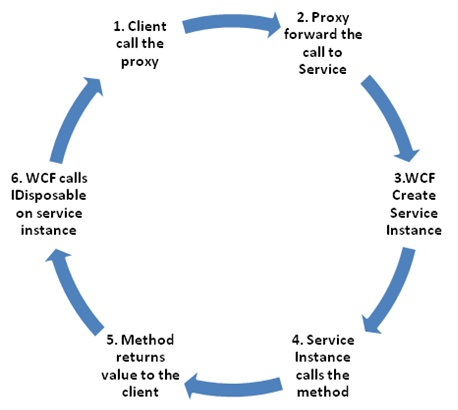 1. Client
call the
proxy
2. Proxy
forward the
call to
Service
3.WCF
Create
Service
Instance
4. Service
Instance
calls the
method
5. Method
returns
value to the
client
6. WCF calls
IDisposable
on service
instance